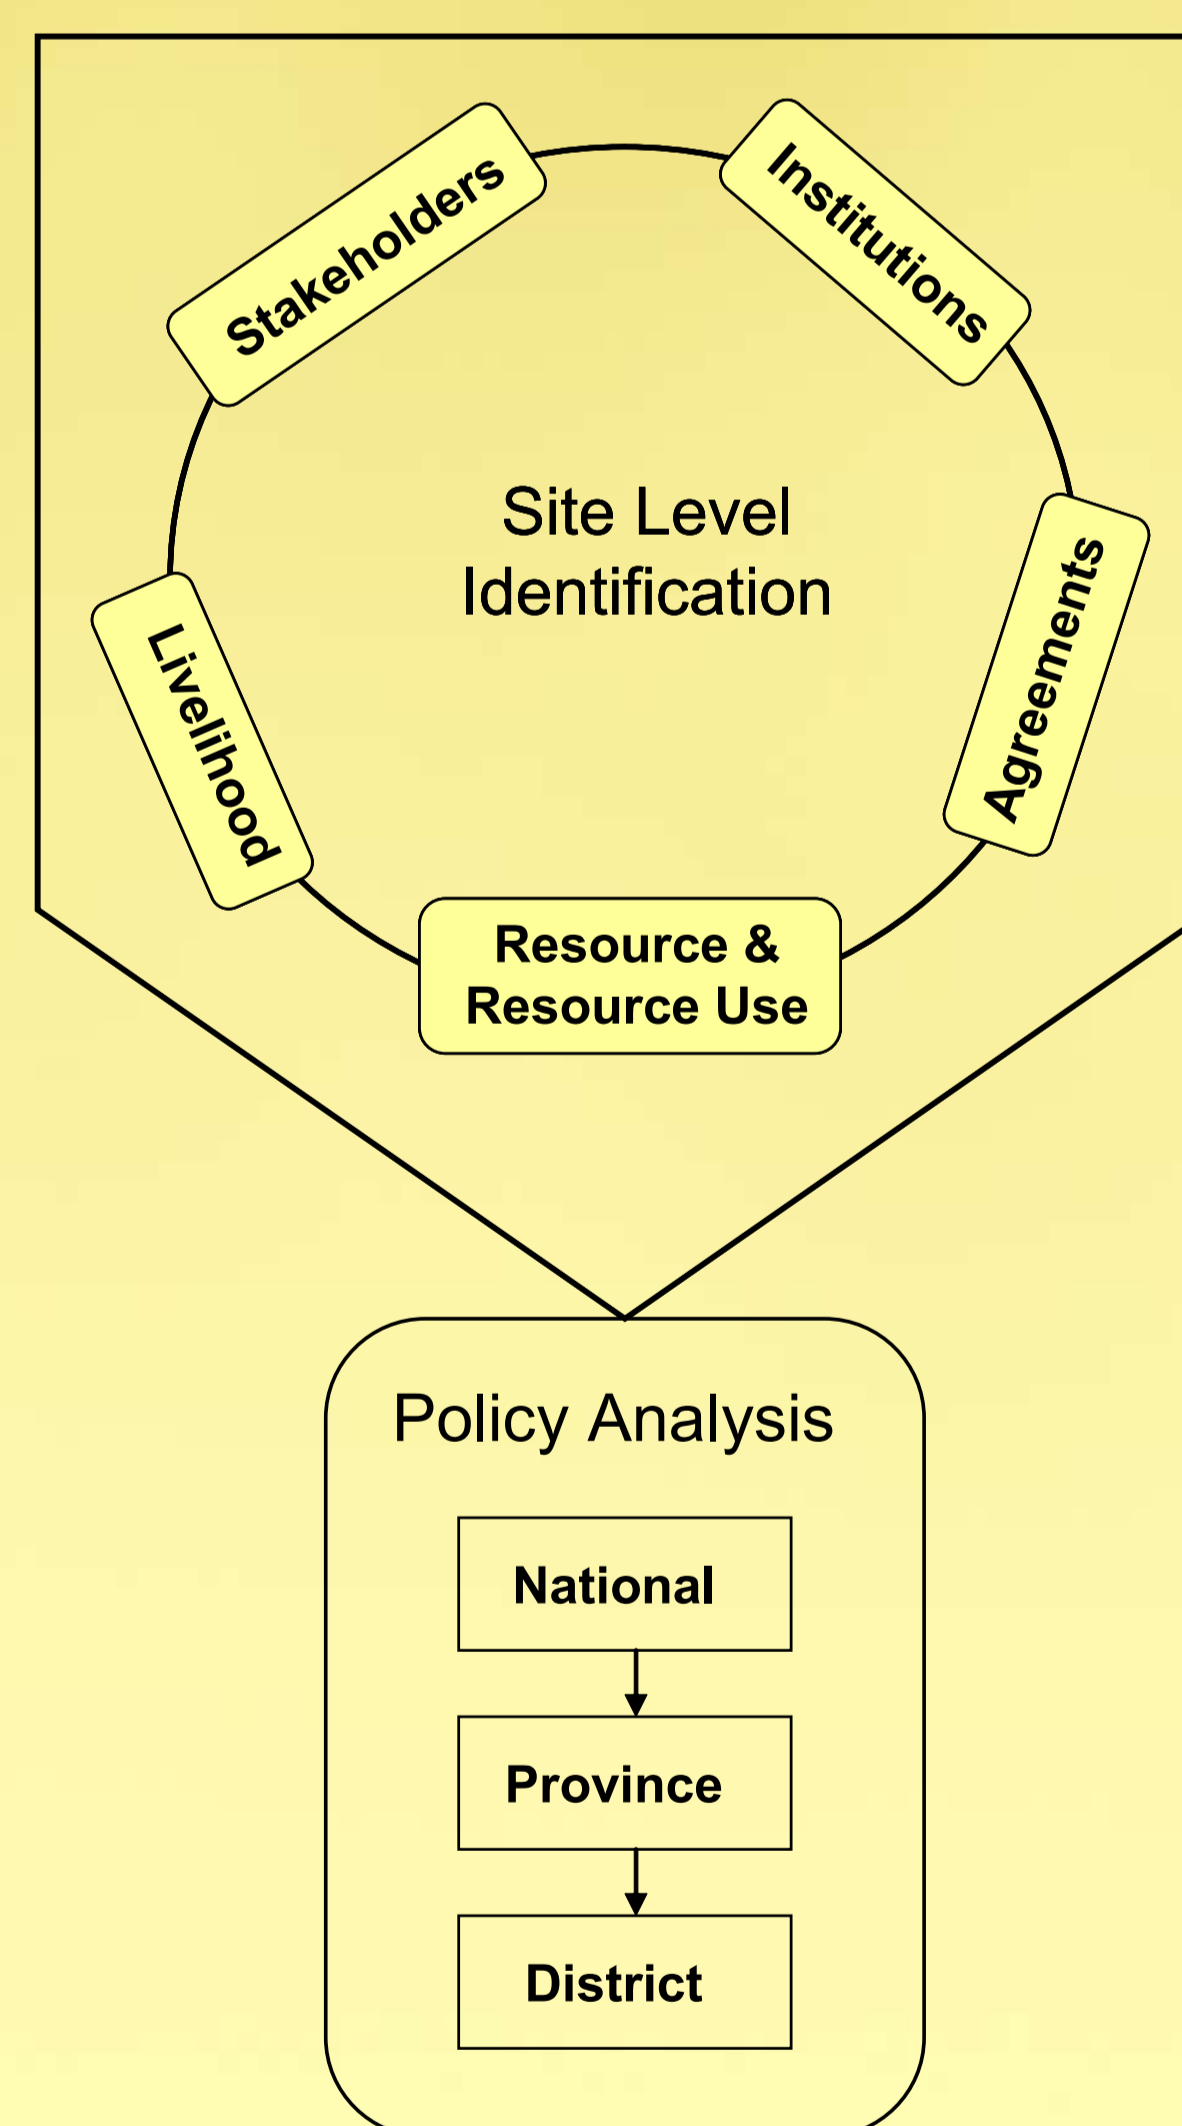 Stakeholders
Institutions
Site Level
Identification
Agreements
Livelihood
Resource &
Resource Use
Policy Analysis
National
Province
District